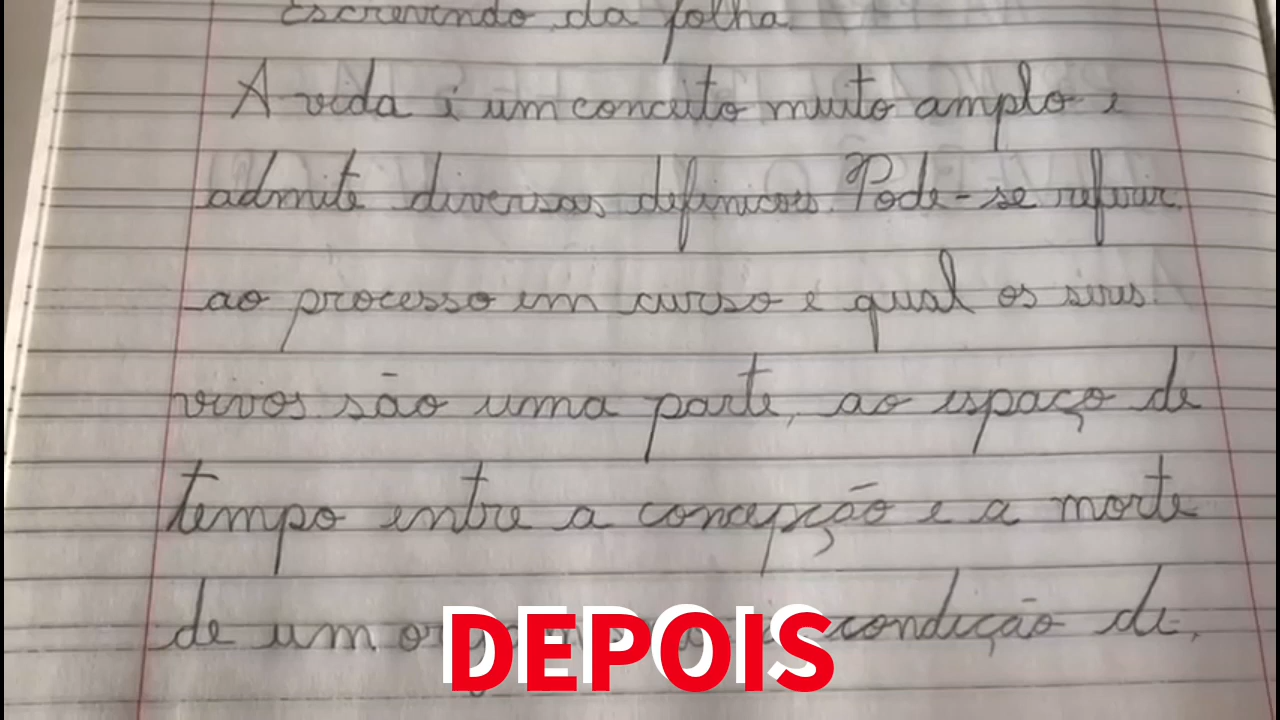 Escrevendo da folha.
A vida é um conceito muito amplo e
admite diversas definicoes. Pode-se referir
ao processo em curso e qual os seres
vivos são uma parte, ao espaço de
tempo entre a concepção e a morte
de um condição de,
DEPOIS